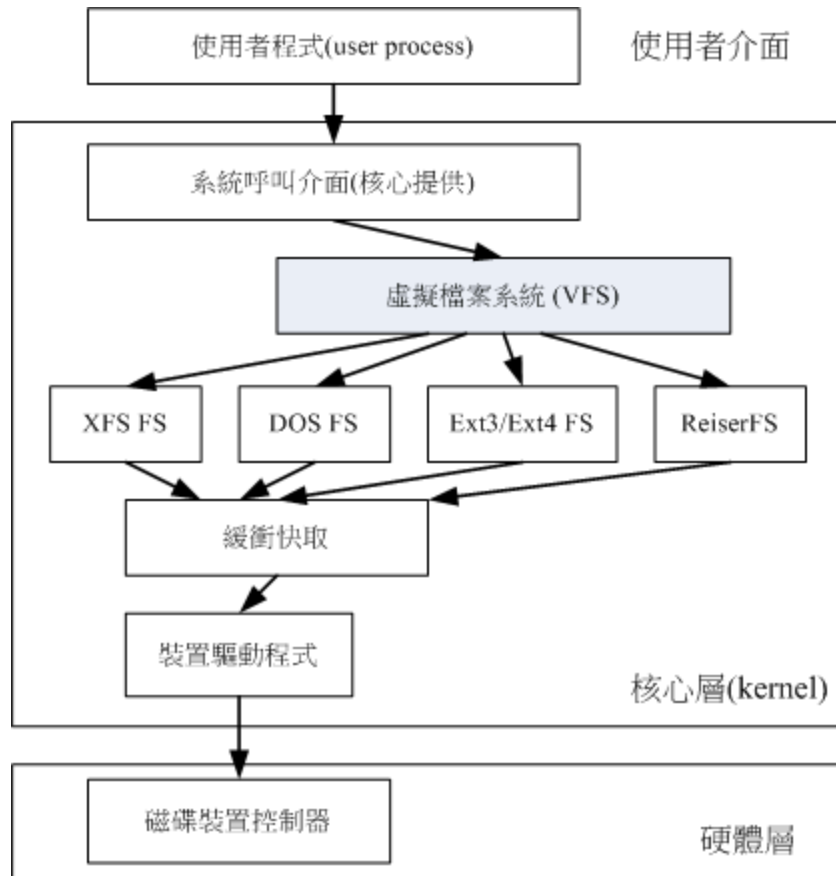 使用者程式(user process)
使用者介面
系統呼叫介面(核心提供)
虛擬檔案系統 (VFS)
XFS FS
DOS FS
Ext3/Ext4 FS
ReiserFS
緩衝快取
裝置驅動程式
核心層(kernel)
磁碟裝置控制器
硬體層